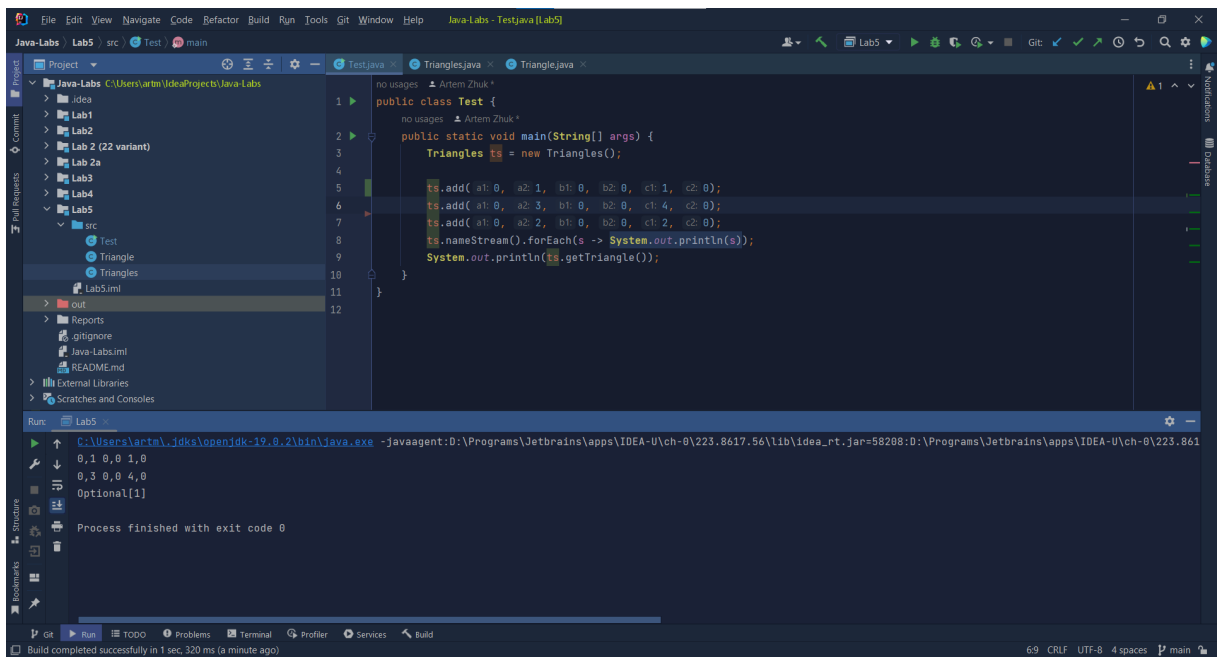 File Edit View Navigate Code Refactor Build Run Tools Git Window Help Java-Labs - Test.java [Lab5]
Java-Labs Lab5 src Test main
Lab5 Git:
Project
Test.java Triangles.java Triangle.java
Project
Commit
Pull Requests
Java-Labs C:\Users\artm\IdeaProjects\Java-Labs
.idea
Lab1
Lab2
Lab 2 (22 variant)
Lab 2a
Lab3
Lab4
Lab5
src
Test
Triangle
Triangles
Lab5.iml
out
Reports
.gitignore
Java-Labs.iml
README.md
External Libraries
Scratches and Consoles
no usages Artem Zhuk *
1 public class Test {
no usages Artem Zhuk *
2 public static void main(String[] args) {
3 Triangles ts = new Triangles();
4
5 ts.add( a1: 0, a2: 1, b1: 0, b2: 0, c1: 1, c2: 0);
6 ts.add( a1: 0, a2: 3, b1: 0, b2: 0, c1: 4, c2: 0);
7 ts.add( a1: 0, a2: 2, b1: 0, b2: 0, c1: 2, c2: 0);
8 ts.nameStream().forEach(s -> System.out.println(s));
9 System.out.println(ts.getTriangle());
10 }
11 }
12
1
Notifications
Database
Run: Lab5
C:\Users\artm\.jdks\openjdk-19.0.2\bin\java.exe -javaagent:D:\Programs\Jetbrains\apps\IDEA-U\ch-0\223.8617.56\lib\idea_rt.jar=58208:D:\Programs\Jetbrains\apps\IDEA-U\ch-0\223.861
0,1 0,0 1,0
0,3 0,0 4,0
Optional[1]
Process finished with exit code 0
Structure
Bookmarks
Git Run TODO Problems Terminal Profiler Services Build
Build completed successfully in 1 sec, 320 ms (a minute ago) 6:9 CRLF UTF-8 4 spaces main